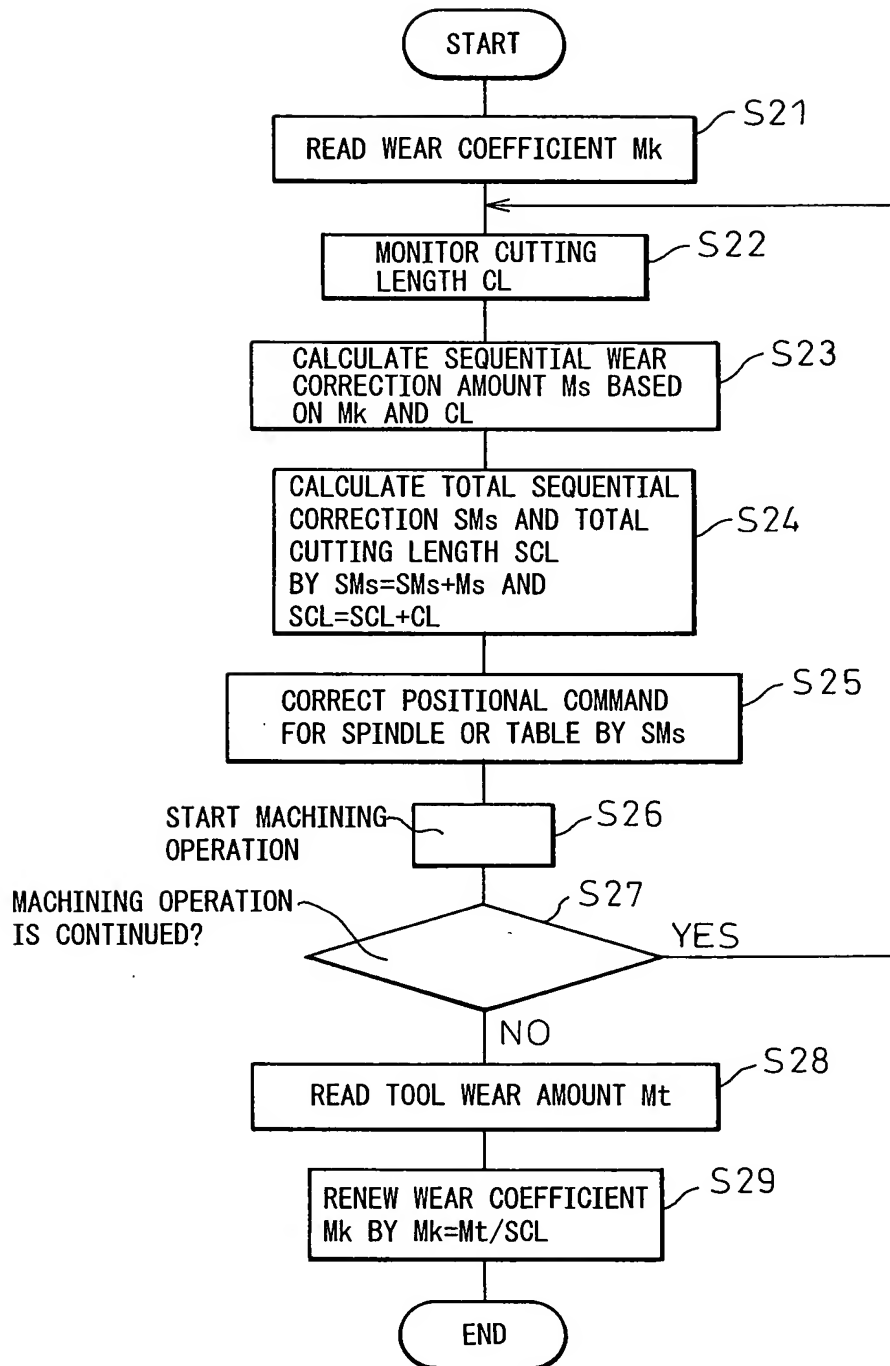 START
S21
READ WEAR COEFFICIENT Mk
S22
MONITOR CUTTING
LENGTH CL
S23
CALCULATE SEQUENTIAL WEAR
CORRECTION AMOUNT Ms BASED
ON Mk AND CL
CALCULATE TOTAL SEQUENTIAL
CORRECTION SMs AND TOTAL
CUTTING LENGTH SCL
BY SMs=SMs+Ms AND
SCL=SCL+CL
S24
S25
CORRECT POSITIONAL COMMAND
FOR SPINDLE OR TABLE BY SMs
S26
START MACHINING
OPERATION
S27
MACHINING OPERATION
IS CONTINUED?
YES
NO
S28
READ TOOL WEAR AMOUNT Mt
S29
RENEW WEAR COEFFICIENT
Mk BY Mk=Mt/SCL
END